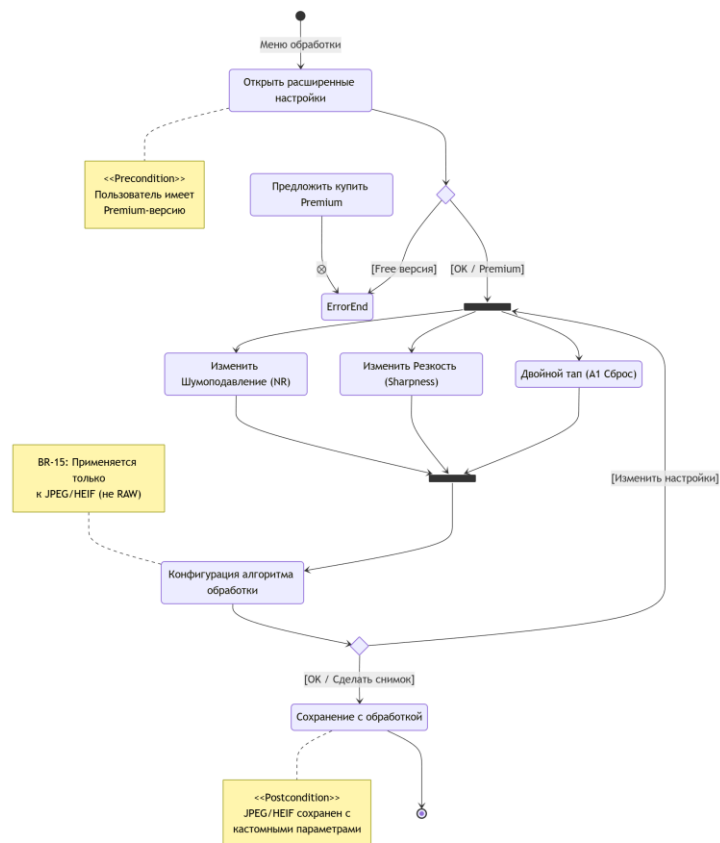 Меню обработки
Открыть расширенные
настройки
<<Precondition>>
Пользователь имеет
Premium-версию
Предложить купить
Premium
⊗
[Free версия]
[OK / Premium]
ErrorEnd
Изменить
Шумоподавление (NR)
Изменить Резкость
(Sharpness)
Двойной тап (A1 Сброс)
BR-15: Применяется
только
к JPEG/HEIF (не RAW)
[Изменить настройки]
Конфигурация алгоритма
обработки
[OK / Сделать снимок]
Сохранение с обработкой
<<Postcondition>>
JPEG/HEIF сохранен с
кастомными параметрами